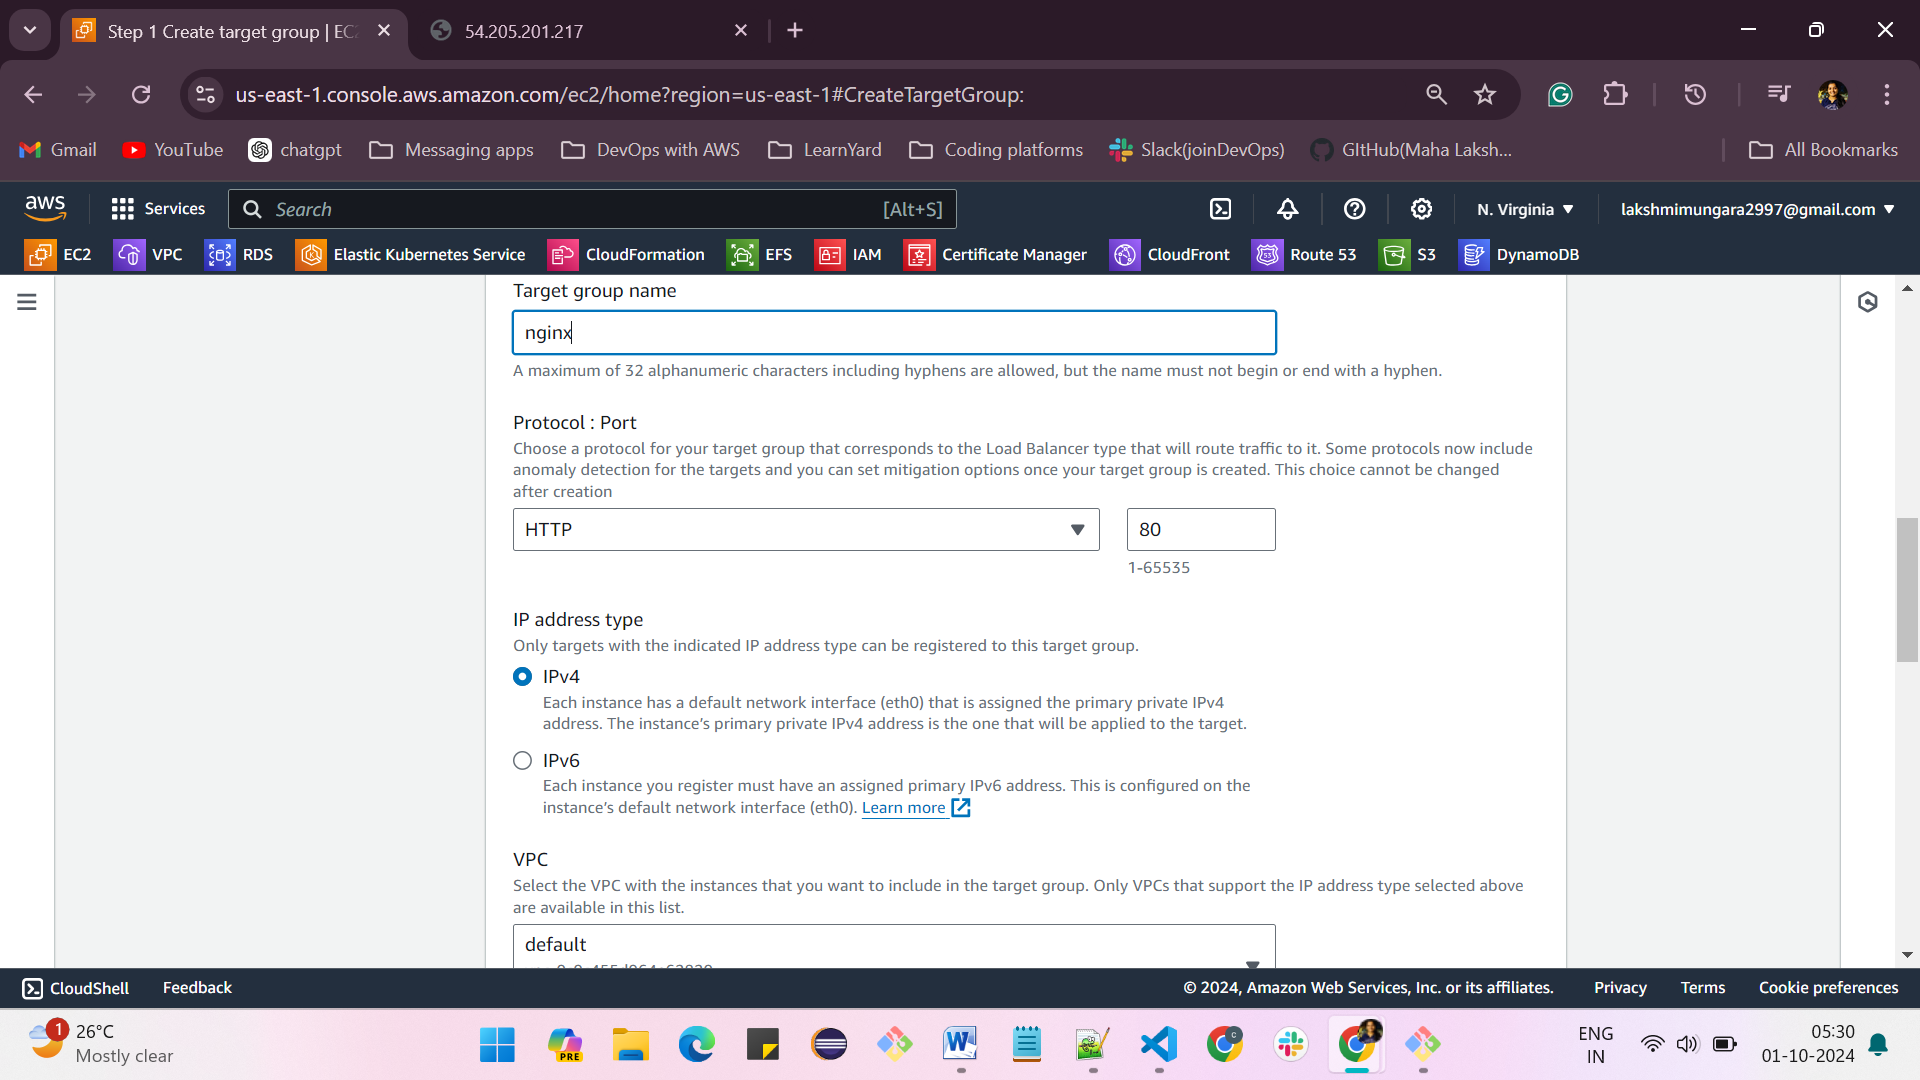 Step 1 Create target group | EC
54.205.201.217
us-east-1.console.aws.amazon.com/ec2/home?region=us-east-1#CreateTargetGroup:
Gmail
YouTube
chatgpt
Messaging apps
DevOps with AWS
LearnYard
Coding platforms
Slack(joinDevOps)
GItHub(Maha Laksh...
All Bookmarks
aws
Services
Search
[Alt+S]
N. Virginia
lakshmimungara2997@gmail.com
EC2
VPC
RDS
Elastic Kubernetes Service
CloudFormation
EFS
IAM
Certificate Manager
CloudFront
Route 53
S3
DynamoDB
Target group name
nginx
A maximum of 32 alphanumeric characters including hyphens are allowed, but the name must not begin or end with a hyphen.
Protocol : Port
Choose a protocol for your target group that corresponds to the Load Balancer type that will route traffic to it. Some protocols now include
anomaly detection for the targets and you can set mitigation options once your target group is created. This choice cannot be changed
after creation
HTTP
80
1-65535
IP address type
Only targets with the indicated IP address type can be registered to this target group.
IPv4
Each instance has a default network interface (eth0) that is assigned the primary private IPv4
address. The instance's primary private IPv4 address is the one that will be applied to the target.
IPv6
Each instance you register must have an assigned primary IPv6 address. This is configured on the
instance's default network interface (eth0). Learn more
VPC
Select the VPC with the instances that you want to include in the target group. Only VPCs that support the IP address type selected above
are available in this list.
default
CloudShell
Feedback
© 2024, Amazon Web Services, Inc. or its affiliates.
Privacy
Terms
Cookie preferences
1
26°C
Mostly clear
PRE
ENG
IN
05:30
01-10-2024